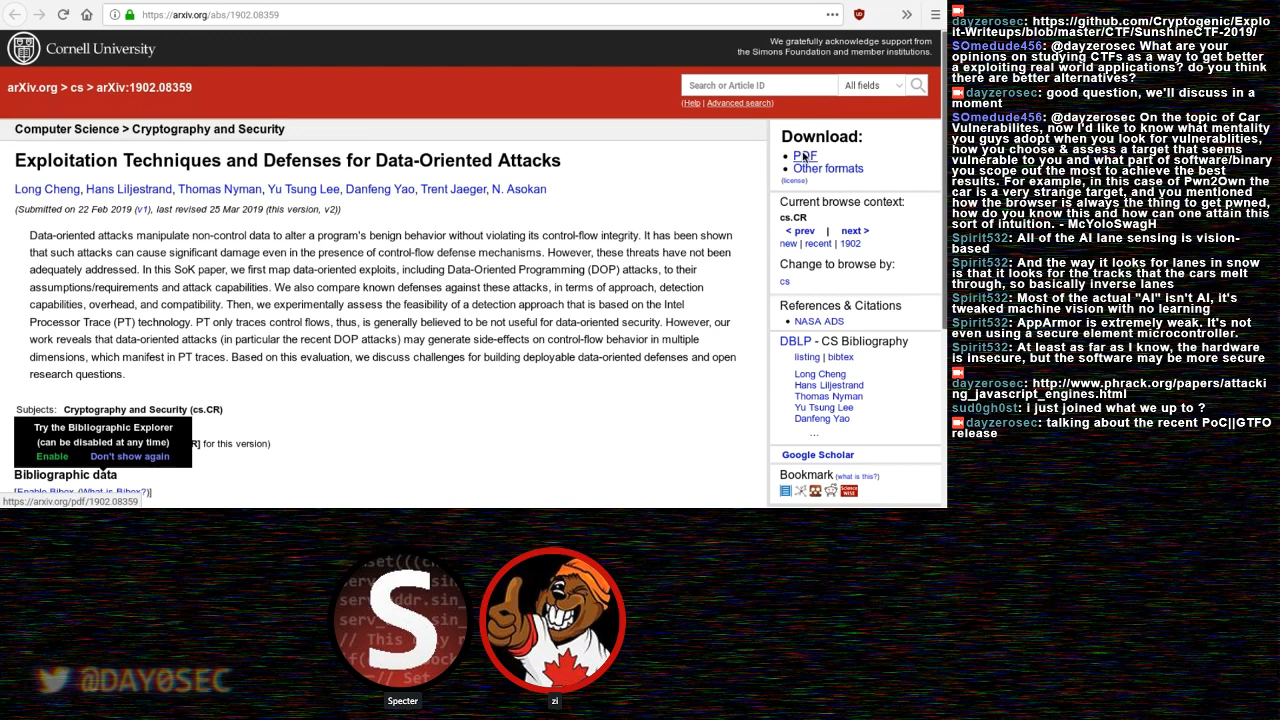 https://arxiv.org/abs/1902.08359
Cornell University
We gratefully acknowledge support from
the Simons Foundation and member institutions.
arXiv.org > cs > arXiv:1902.08359
Search or Article ID
All fields
(Help | Advanced search)
Computer Science > Cryptography and Security
Exploitation Techniques and Defenses for Data-Oriented Attacks
Long Cheng, Hans Liljestrand, Thomas Nyman, Yu Tsung Lee, Danfeng Yao, Trent Jaeger, N. Asokan
(Submitted on 22 Feb 2019 (v1), last revised 25 Mar 2019 (this version, v2))
Data-oriented attacks manipulate non-control data to alter a program's benign behavior without violating its control-flow integrity. It has been shown
that such attacks can cause significant damage even in the presence of control-flow defense mechanisms. However, these threats have not been
adequately addressed. In this SoK paper, we first map data-oriented exploits, including Data-Oriented Programming (DOP) attacks, to their
assumptions/requirements and attack capabilities. We also compare known defenses against these attacks, in terms of approach, detection
capabilities, overhead, and compatibility. Then, we experimentally assess the feasibility of a detection approach that is based on the Intel
Processor Trace (PT) technology. PT only traces control flows, thus, is generally believed to be not useful for data-oriented security. However, our
work reveals that data-oriented attacks (in particular the recent DOP attacks) may generate side-effects on control-flow behavior in multiple
dimensions, which manifest in PT traces. Based on this evaluation, we discuss challenges for building deployable data-oriented defenses and open
research questions.
Subjects: Cryptography and Security (cs.CR)
Try the Bibliographic Explorer
(can be disabled at any time)
Enable Don't show again
R] for this version)
Bibliographic data
[Enable Bibex (What is Bibex?)]
https://arxiv.org/pdf/1902.08359
Download:
PDF
Other formats
(license)
Current browse context:
cs.CR
< prev | next >
new | recent | 1902
Change to browse by:
cs
References & Citations
NASA ADS
DBLP - CS Bibliography
listing | bibtex
Long Cheng
Hans Liljestrand
Thomas Nyman
Yu Tsung Lee
Danfeng Yao
...
Google Scholar
Bookmark (what is this?)
dayzerosec: https://github.com/Cryptogenic/Explo
it-Writeups/blob/master/CTF/SunshineCTF-2019/
SOmedude456: @dayzerosec What are your
opinions on studying CTFs as a way to get better
a exploiting real world applications? do you think
there are better alternatives?
dayzerosec: good question, we'll discuss in a
moment
SOmedude456: @dayzerosec On the topic of Car
Vulnerabilites, now I'd like to know what mentality
you guys adopt when you look for vulnerablities,
how you choose & assess a target that seems
vulnerable to you and what part of software/binary
you scope out the most to achieve the best
results. For example, in this case of Pwn2Own the
car is a very strange target, and you mentioned
how the browser is always the thing to get pwned,
how do you know this and how can one attain this
sort of intuition. - McYoloSwagH
Spirit532: All of the AI lane sensing is vision-
based
Spirit532: And the way it looks for lanes in snow
is that it looks for the tracks that the cars melt
through, so basically inverse lanes
Spirit532: Most of the actual "AI" isn't AI, it's
tweaked machine vision with no learning
Spirit532: AppArmor is extremely weak. It's not
even using a secure element microcontroller.
Spirit532: At least as far as I know, the hardware
is insecure, but the software may be more secure
dayzerosec: http://www.phrack.org/papers/attacki
ng_javascript_engines.html
sud0gh0st: i just joined what we up to ?
dayzerosec: talking about the recent PoC||GTFO
release
@DAY0SEC
S
Specter
zi